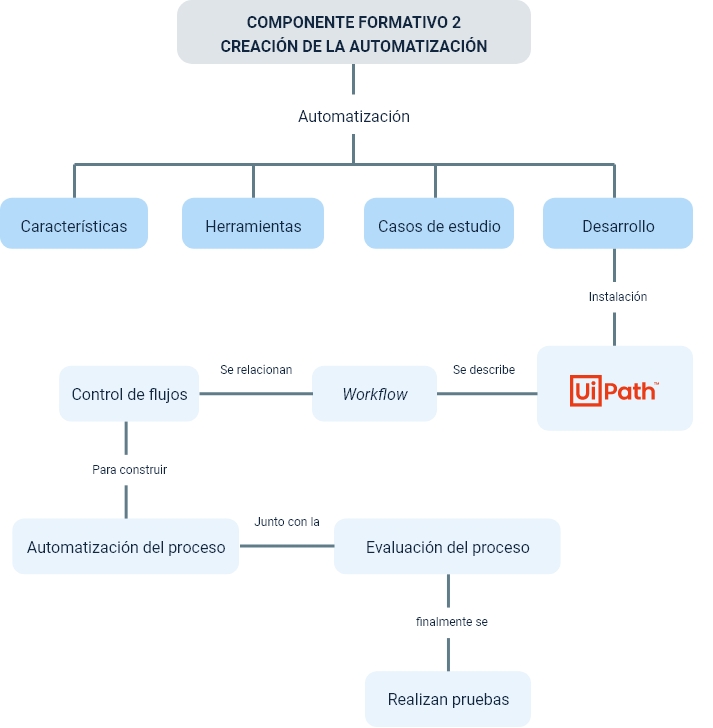 COMPONENTE FORMATIVO 2
CREACIÓN DE LA AUTOMATIZACIÓN
Automatización
Características
Herramientas
Casos de estudio
Desarrollo
Instalación
UiPath™
Se describe
Workflow
Se relacionan
Control de flujos
Para construir
Automatización del proceso
Junto con la
Evaluación del proceso
finalmente se
Realizan pruebas